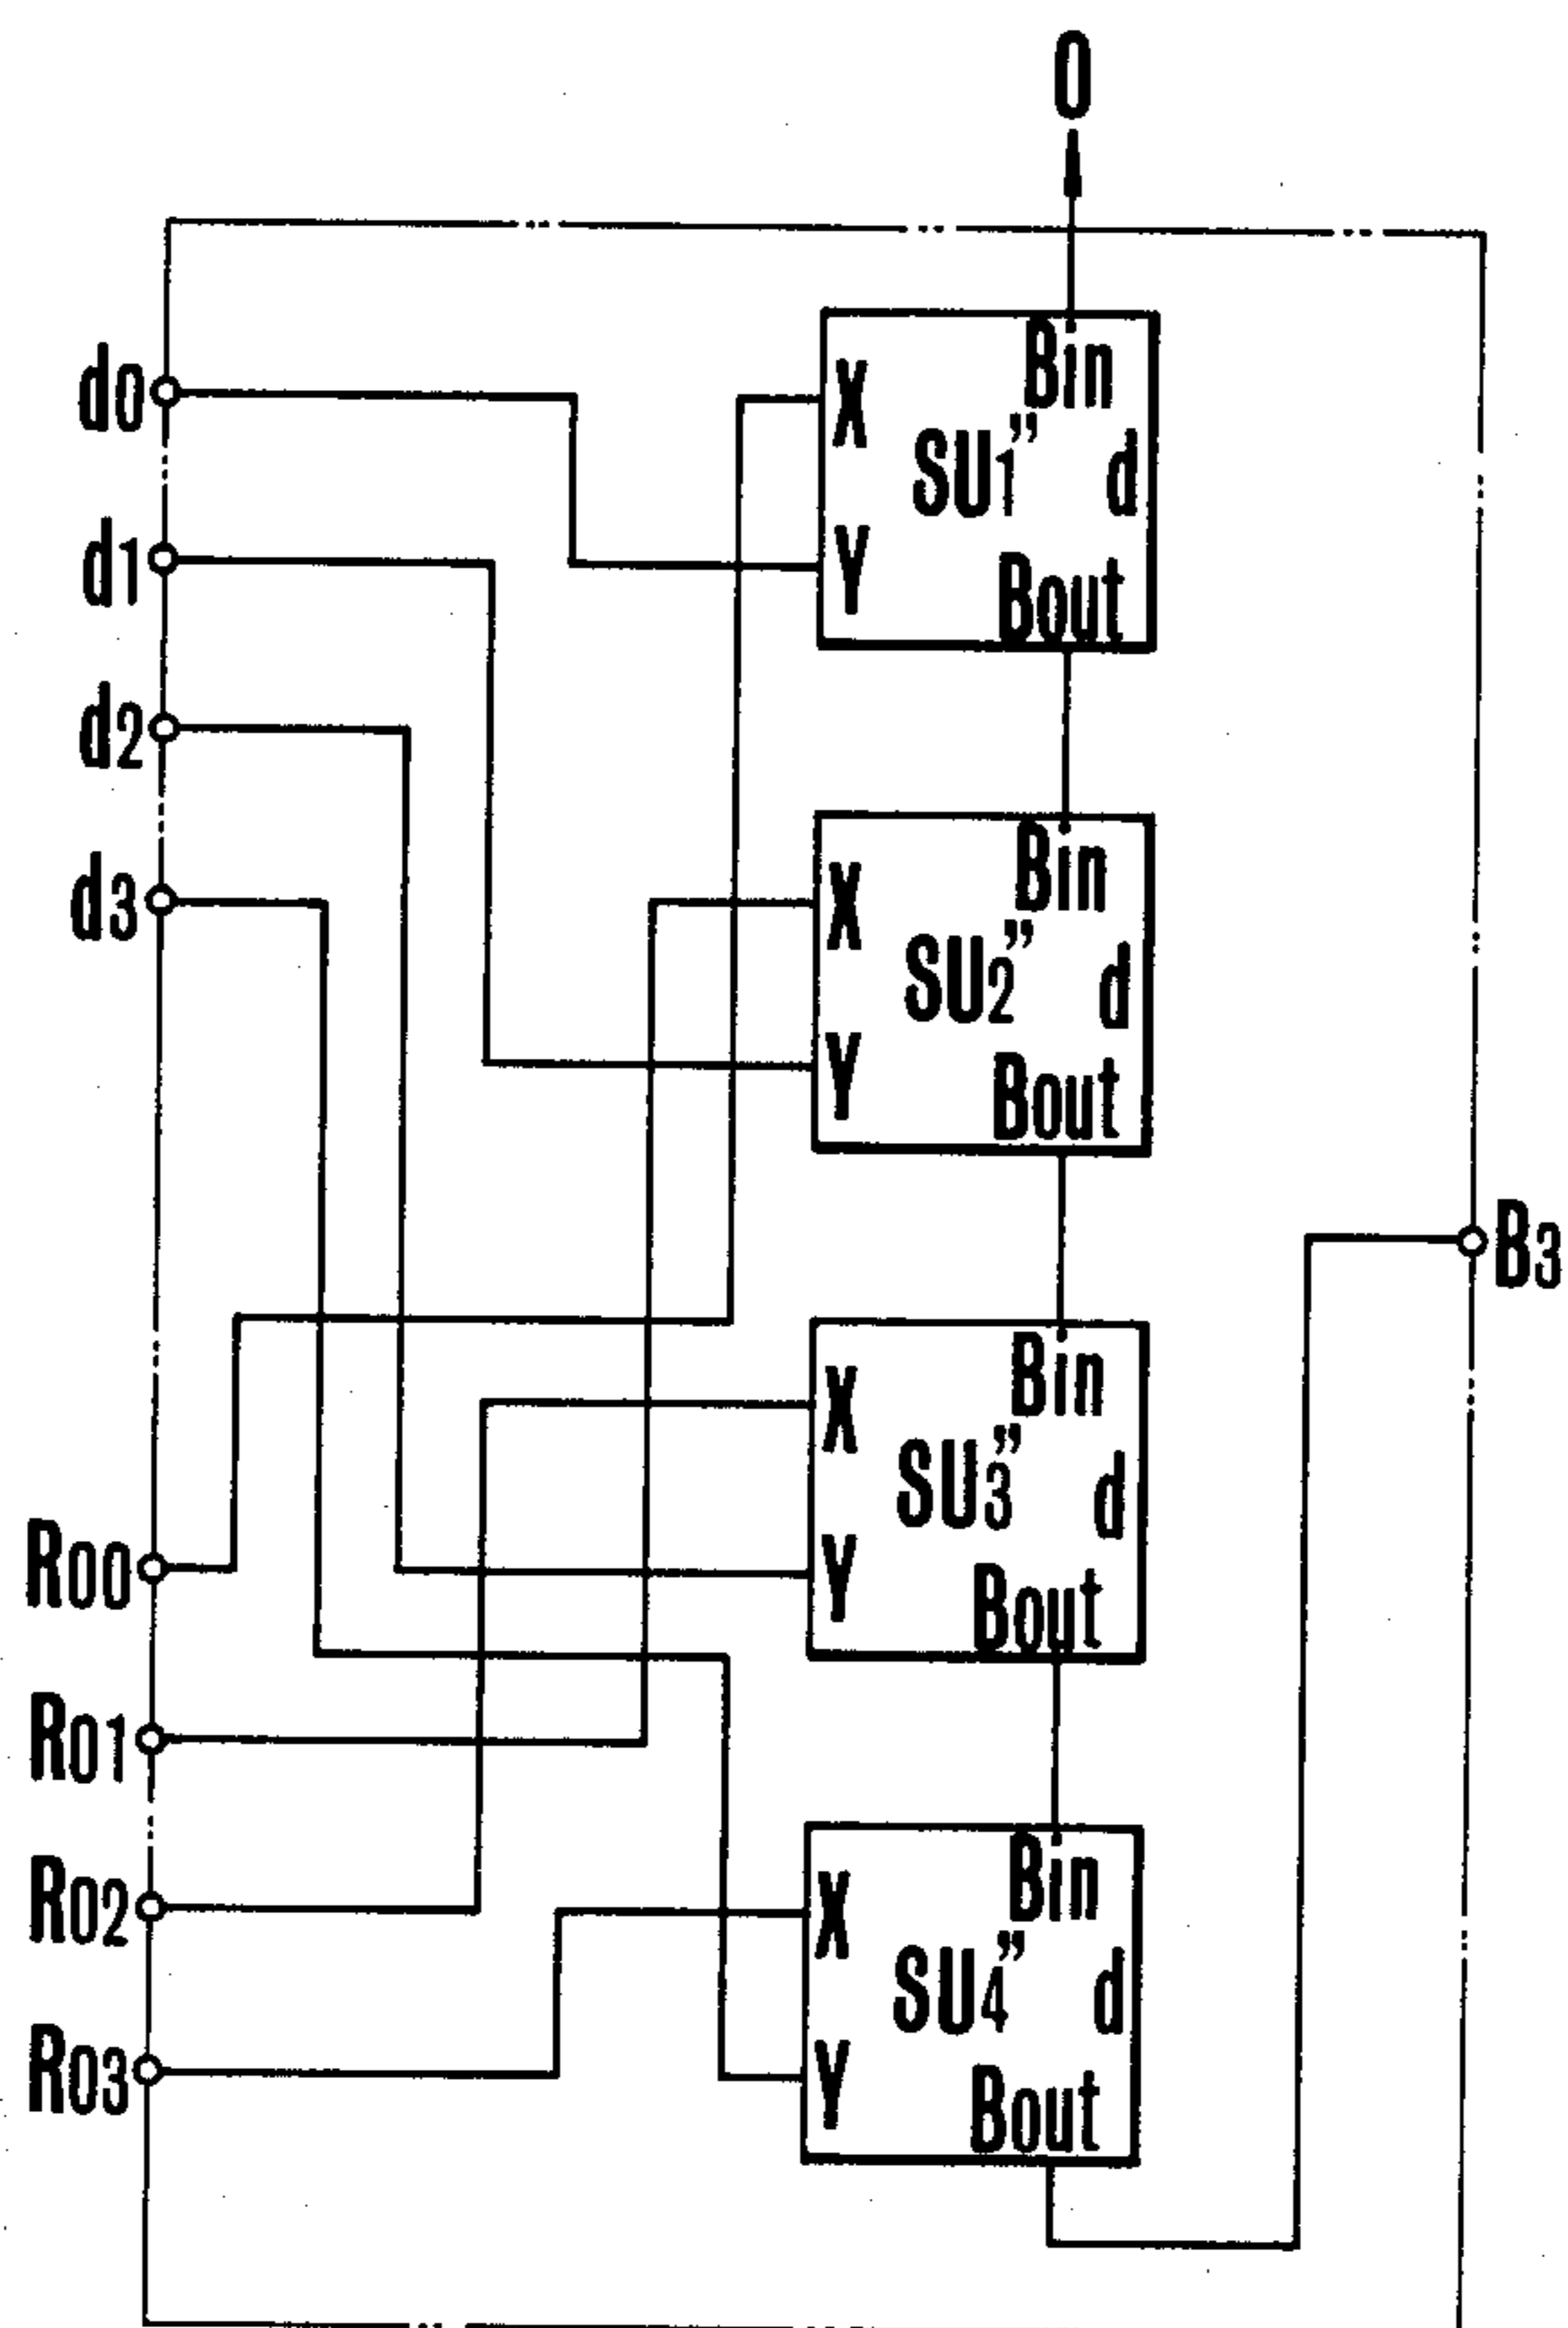 0
d0
X
Bin
SU1"
d
Y
Bout
d1
d2
d3
X
Bin
SU2"
d
Y
Bout
B3
X
Bin
SU3"
d
Y
Bout
R00
R01
R02
R03
X
Bin
SU4"
d
Y
Bout